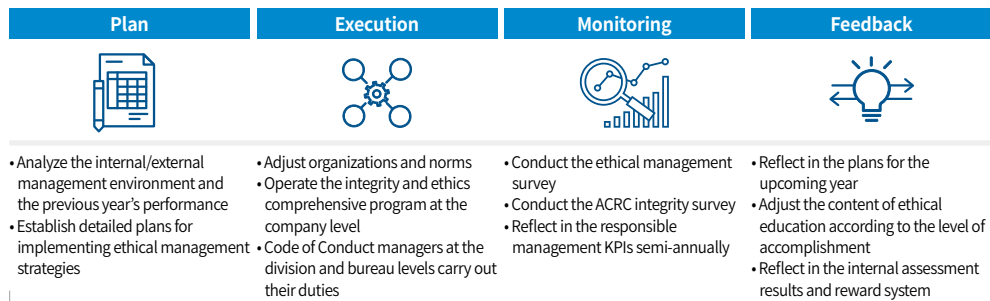 Plan
• Analyze the internal/external
management environment and
the previous year's performance
• Establish detailed plans for
implementing ethical management
strategies
Execution
• Adjust organizations and norms
• Operate the integrity and ethics
comprehensive program at the
company level
• Code of Conduct managers at the
division and bureau levels carry out
their duties
Monitoring
• Conduct the ethical management
survey
• Conduct the ACRC integrity survey
• Reflect in the responsible
management KPIs semi-annually
Feedback
• Reflect in the plans for the
upcoming year
• Adjust the content of ethical
education according to the level of
accomplishment
• Reflect in the internal assessment
results and reward system